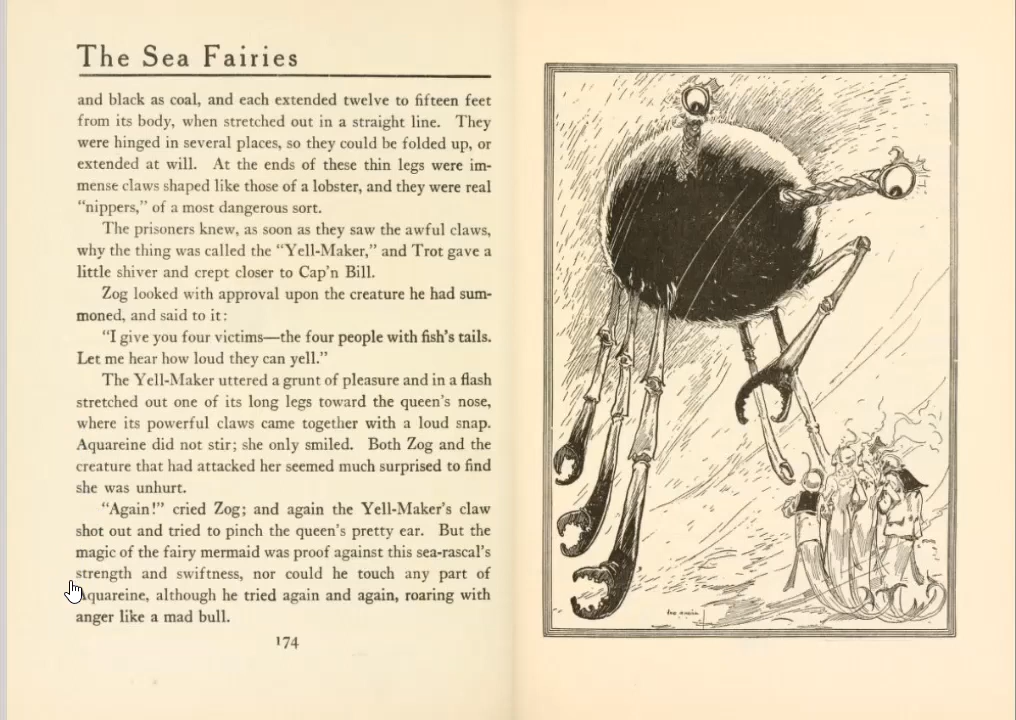 The Sea Fairies
and black as coal, and each extended twelve to fifteen feet
from its body, when stretched out in a straight line. They
were hinged in several places, so they could be folded up, or
extended at will. At the ends of these thin legs were im-
mense claws shaped like those of a lobster, and they were real
“nippers,” of a most dangerous sort.
The prisoners knew, as soon as they saw the awful claws,
why the thing was called the “Yell-Maker,” and Trot gave a
little shiver and crept closer to Cap’n Bill.
Zog looked with approval upon the creature he had sum-
moned, and said to it:
“I give you four victims—the four people with fish’s tails.
Let me hear how loud they can yell.”
The Yell-Maker uttered a grunt of pleasure and in a flash
stretched out one of its long legs toward the queen’s nose,
where its powerful claws came together with a loud snap.
Aquareine did not stir; she only smiled. Both Zog and the
creature that had attacked her seemed much surprised to find
she was unhurt.
“Again!” cried Zog; and again the Yell-Maker’s claw
shot out and tried to pinch the queen’s pretty ear. But the
magic of the fairy mermaid was proof against this sea-rascal’s
strength and swiftness, nor could he touch any part of
Aquareine, although he tried again and again, roaring with
anger like a mad bull.
174